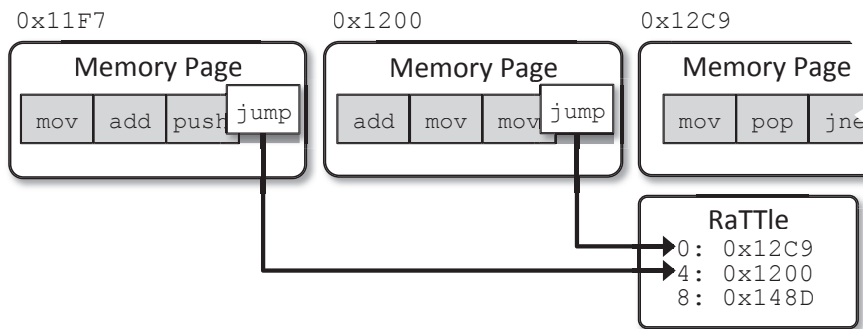 0x11F7
0x1200
0x12C9
Memory Page
Memory Page
Memory Page
mov add push jump
add mov mov jump
mov pop jne
RaTTle
0: 0x12C9
4: 0x1200
8: 0x148D